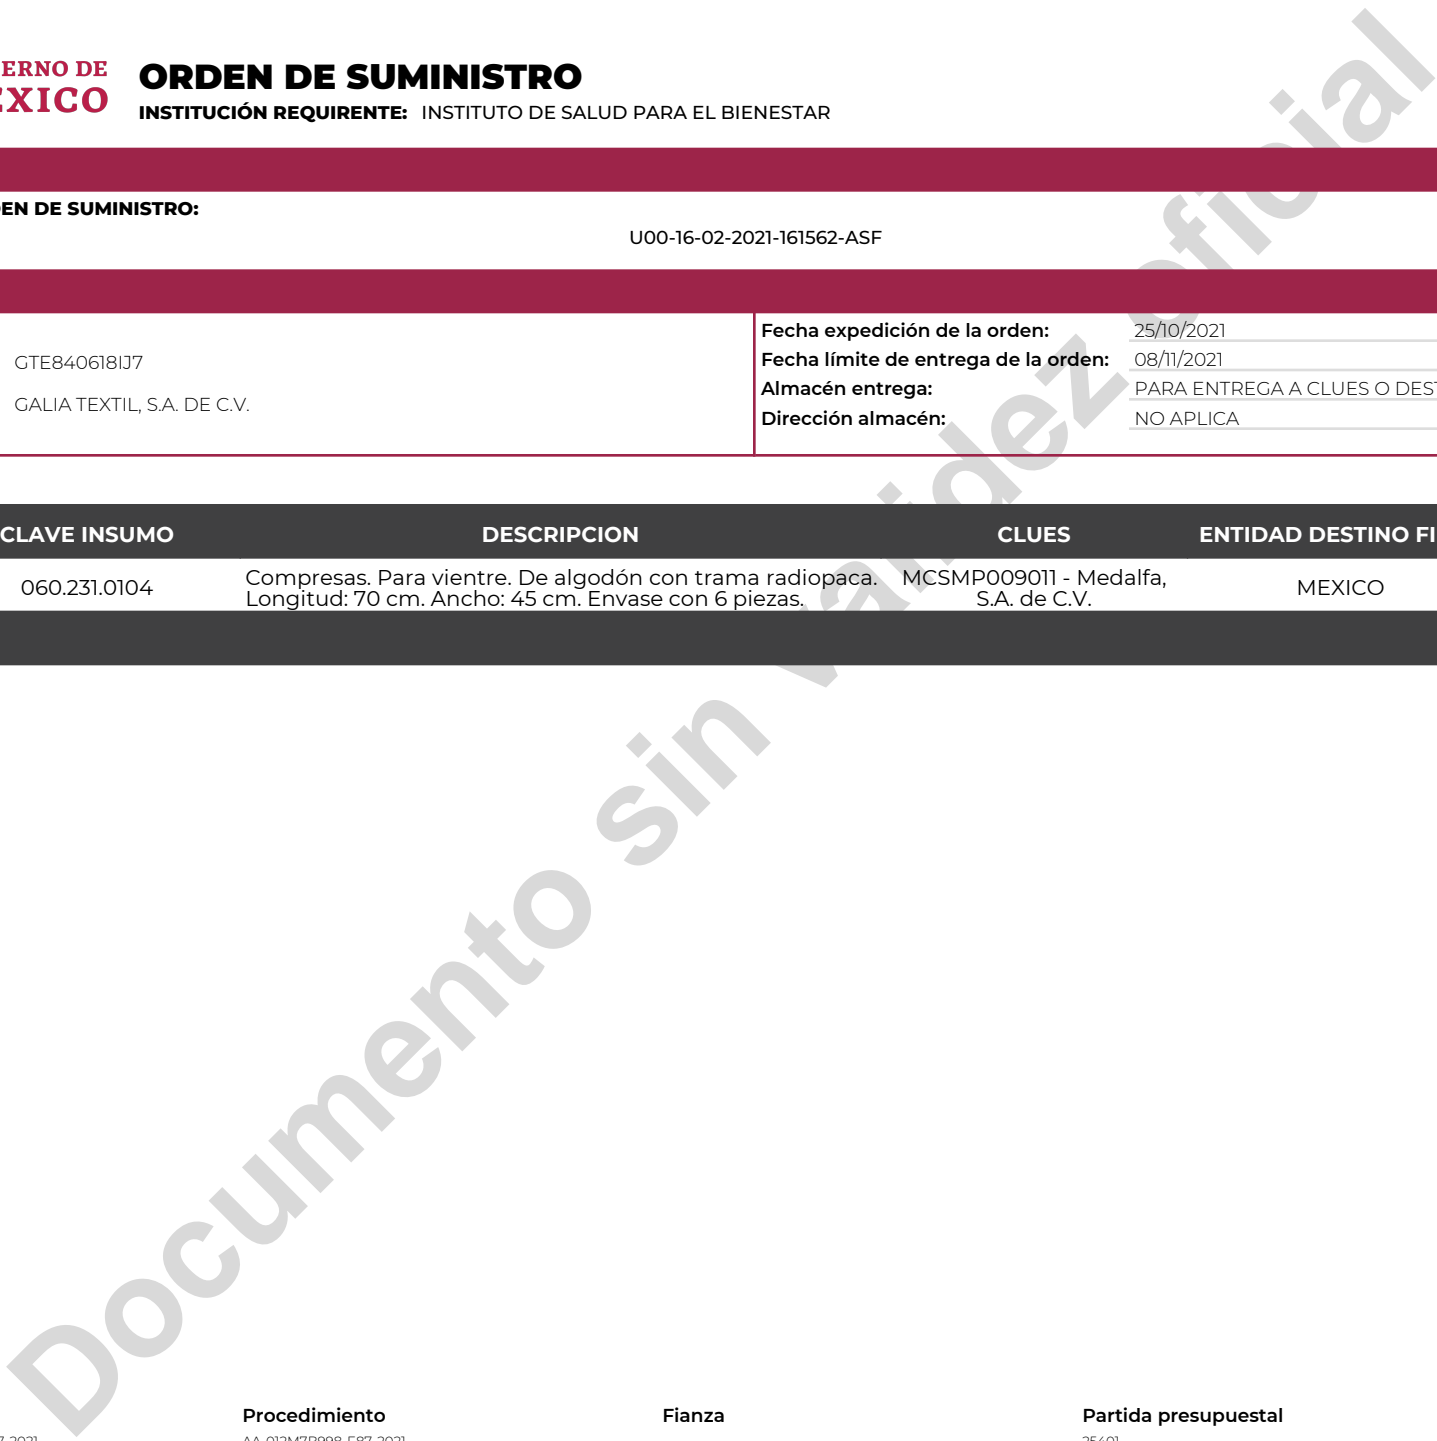 ERNO DE
EXICO
ORDEN DE SUMINISTRO
INSTITUCIÓN REQUIRENTE: INSTITUTO DE SALUD PARA EL BIENESTAR
EN DE SUMINISTRO:
U00-16-02-2021-161562-ASF
GTE840618IJ7
GALIA TEXTIL, S.A. DE C.V.
Fecha expedición de la orden: 25/10/2021
Fecha límite de entrega de la orden: 08/11/2021
Almacén entrega: PARA ENTREGA A CLUES O DEST
Dirección almacén: NO APLICA
CLAVE INSUMO DESCRIPCION CLUES ENTIDAD DESTINO FI
060.231.0104 Compresas. Para vientre. De algodón con trama radiopaca. Longitud: 70 cm. Ancho: 45 cm. Envase con 6 piezas. MCSMP009011 - Medalfa, S.A. de C.V. MEXICO
Documento sin validez oficial
Procedimiento Fianza Partida presupuestal